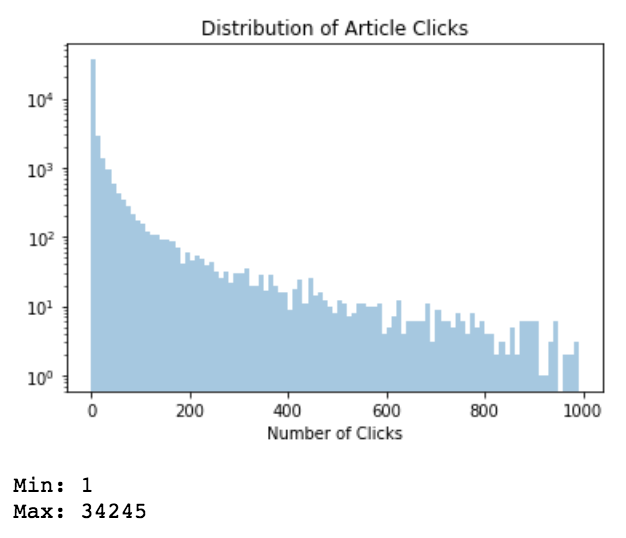 Distribution of Article Clicks
10⁴
10³
10²
10¹
10⁰
0 200 400 600 800 1000
Number of Clicks
Min: 1
Max: 34245